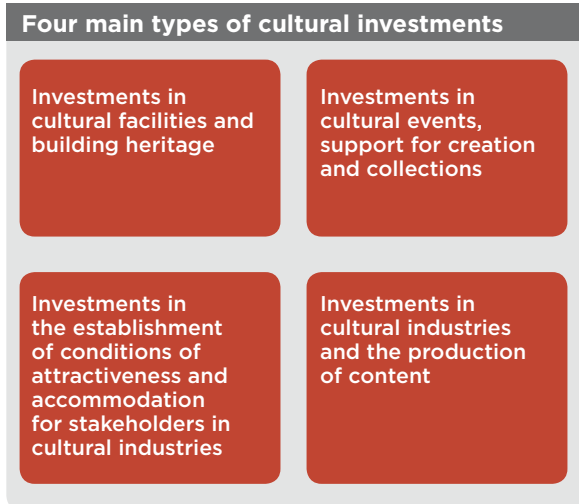 Four main types of cultural investments
Investments in
cultural facilities and
building heritage
Investments in
cultural events,
support for creation
and collections
Investments in
the establishment
of conditions of
attractiveness and
accommodation
for stakeholders in
cultural industries
Investments in
cultural industries
and the production
of content